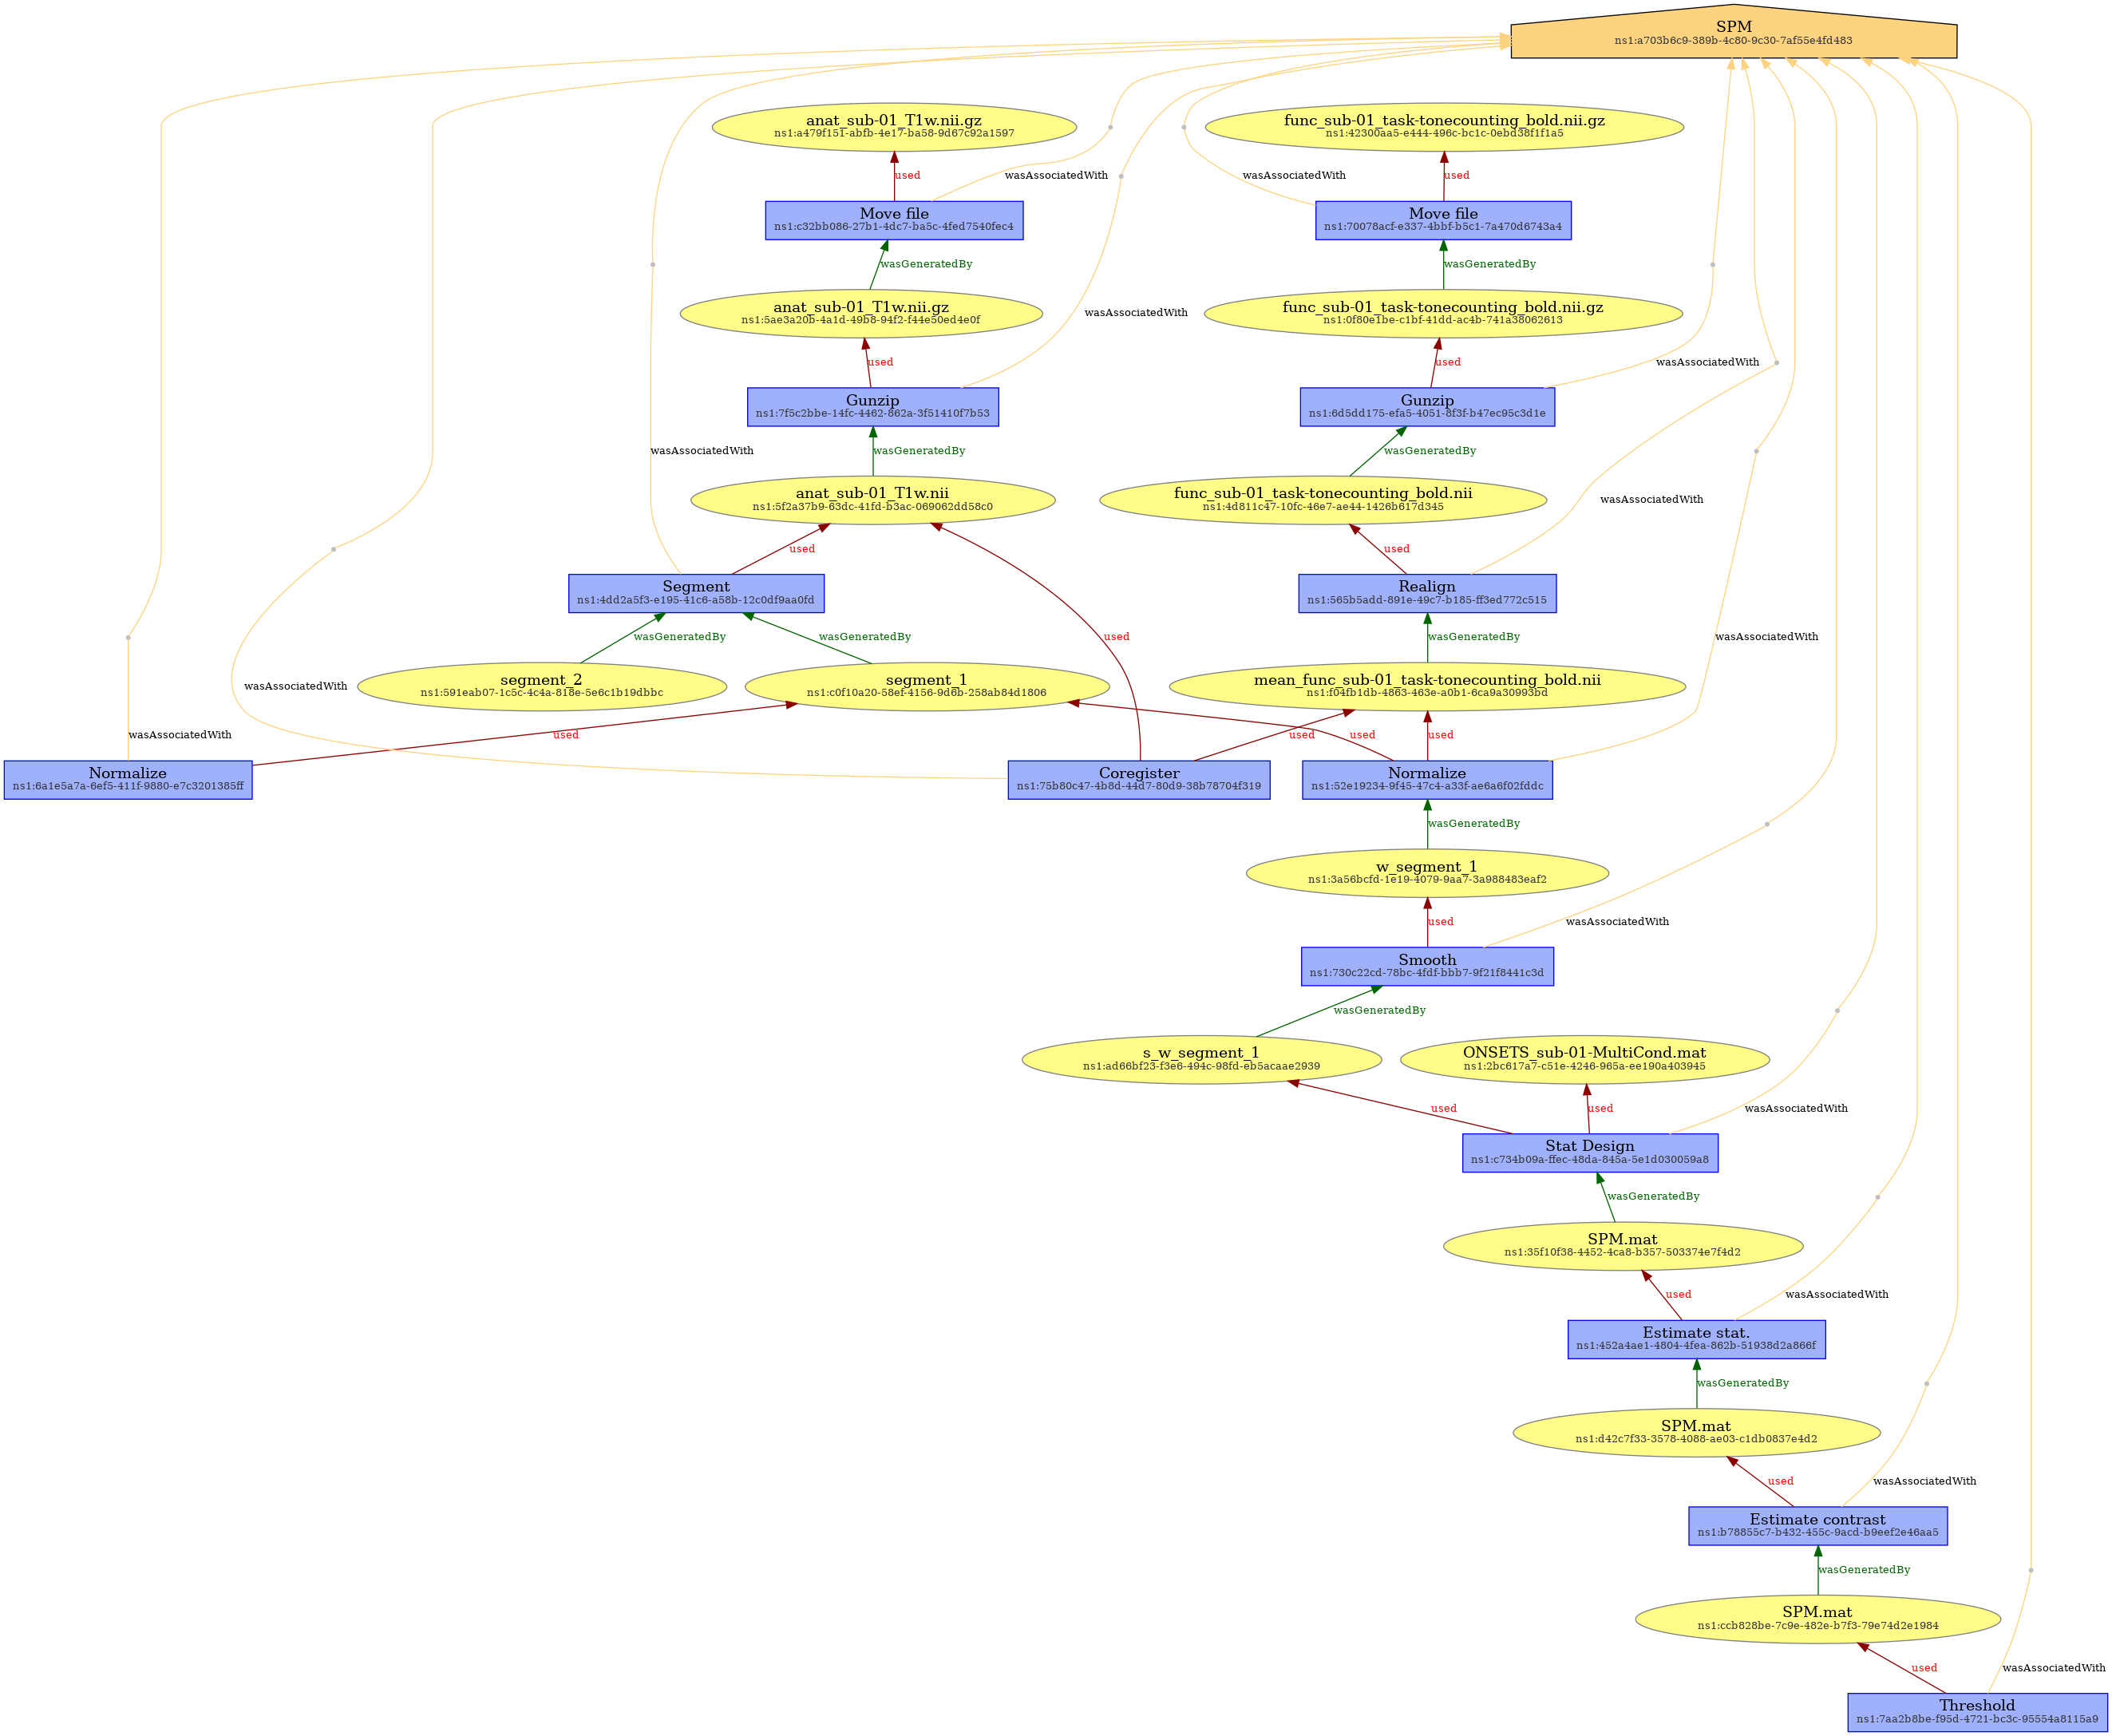 SPM
ns1:a703b6c9-389b-4c80-9c30-7af55e4fd483
anat_sub-01_T1w.nii.gz
ns1:a479f151-abfb-4e17-ba58-9d67c92a1597
func_sub-01_task-tonecounting_bold.nii.gz
ns1:42300aa5-e444-496c-bc1c-0ebd38f1f1a5
used
wasAssociatedWith
wasAssociatedWith
used
Move file
ns1:c32bb086-27b1-4dc7-ba5c-4fed7540fec4
Move file
ns1:70078acf-e337-4bbf-b5c1-7a470d6743a4
wasGeneratedBy
wasGeneratedBy
anat_sub-01_T1w.nii.gz
ns1:5ae3a20b-4a1d-49b8-94f2-f44e50ed4e0f
wasAssociatedWith
func_sub-01_task-tonecounting_bold.nii.gz
ns1:0f80e1be-c1bf-41dd-ac4b-741a38062613
used
used
wasAssociatedWith
Gunzip
ns1:7f5c2bbe-14fc-4462-862a-3f51410f7b53
Gunzip
ns1:6d5dd175-efa5-4051-8f3f-b47ec95c3d1e
wasAssociatedWith
wasGeneratedBy
wasGeneratedBy
anat_sub-01_T1w.nii
ns1:5f2a37b9-63dc-41fd-b3ac-069062dd58c0
func_sub-01_task-tonecounting_bold.nii
ns1:4d811c47-10fc-46e7-ae44-1426b617d345
wasAssociatedWith
used
used
Segment
ns1:4dd2a5f3-e195-41c6-a58b-12c0df9aa0fd
Realign
ns1:565b5add-891e-49c7-b185-ff3ed772c515
wasGeneratedBy
wasGeneratedBy
used
wasGeneratedBy
wasAssociatedWith
wasAssociatedWith
segment_2
ns1:591eab07-1c5c-4c4a-818e-5e6c1b19dbbc
segment_1
ns1:c0f10a20-58ef-4156-9d6b-258ab84d1806
mean_func_sub-01_task-tonecounting_bold.nii
ns1:f04fb1db-4863-463e-a0b1-6ca9a30993bd
wasAssociatedWith
used
used
used
used
Normalize
ns1:6a1e5a7a-6ef5-411f-9880-e7c3201385ff
Coregister
ns1:75b80c47-4b8d-44d7-80d9-38b78704f319
Normalize
ns1:52e19234-9f45-47c4-a33f-ae6a6f02fddc
wasGeneratedBy
w_segment_1
ns1:3a56bcfd-1e19-4079-9aa7-3a988483eaf2
used
wasAssociatedWith
Smooth
ns1:730c22cd-78bc-4fdf-bbb7-9f21f8441c3d
wasGeneratedBy
s_w_segment_1
ns1:ad66bf23-f3e6-494c-98fd-eb5acaae2939
ONSETS_sub-01-MultiCond.mat
ns1:2bc617a7-c51e-4246-965a-ee190a403945
used
used
wasAssociatedWith
Stat Design
ns1:c734b09a-ffec-48da-845a-5e1d030059a8
wasGeneratedBy
SPM.mat
ns1:35f10f38-4452-4ca8-b357-503374e7f4d2
used
wasAssociatedWith
Estimate stat.
ns1:452a4ae1-4804-4fea-862b-51938d2a866f
wasGeneratedBy
SPM.mat
ns1:d42c7f33-3578-4088-ae03-c1db0837e4d2
used
wasAssociatedWith
Estimate contrast
ns1:b78855c7-b432-455c-9acd-b9eef2e46aa5
wasGeneratedBy
SPM.mat
ns1:ccb828be-7c9e-482e-b7f3-79e74d2e1984
used
wasAssociatedWith
Threshold
ns1:7aa2b8be-f95d-4721-bc3c-95554a8115a9